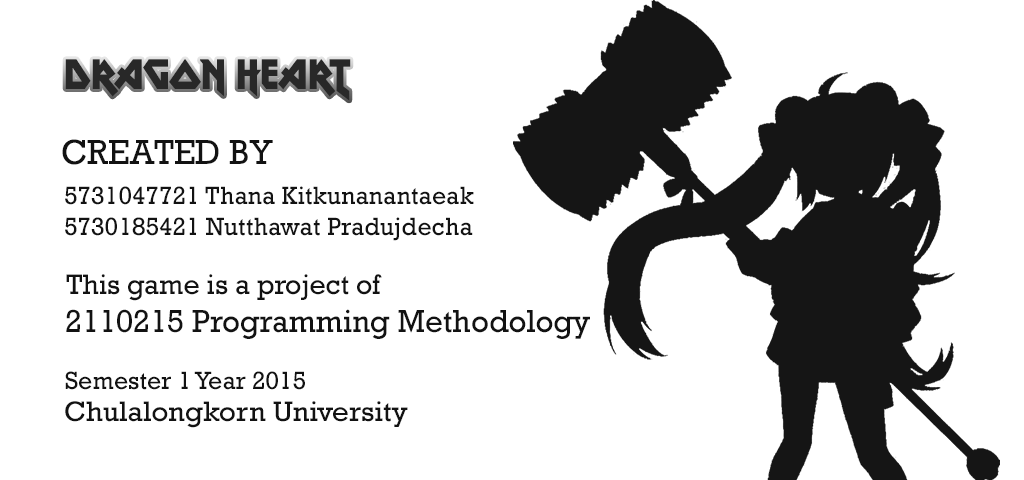 DRAGON HEART
CREATED BY
5731047721 Thana Kitkunanantaeak
5730185421 Nutthawat Pradujdecha
This game is a project of
2110215 Programming Methodology
Semester 1 Year 2015
Chulalongkorn University